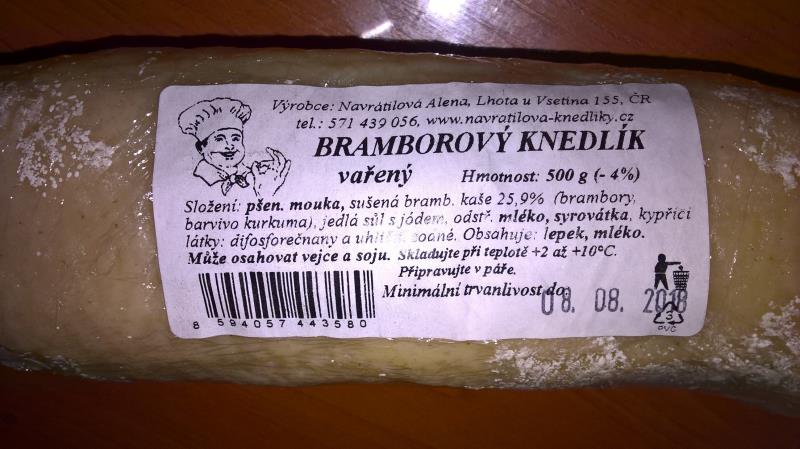 Výrobce: Navrátilová Alena, Lhota u Vsetína 155, ČR
tel.: 571 439 056, www.navratilova-knedliky.cz
BRAMBOROVÝ KNEDLÍK
vařený Hmotnost: 500 g (- 4%)
Složení: pšen. mouka, sušená bramb. kaše 25,9% (brambory,
barvivo kurkuma), jedlá sůl s jódem, odstř. mléko, syrovátka, kypřící
látky: difosforečnany a sodné. Obsahuje: lepek, mléko.
Může osahovat vejce a soju. Skladujte při teplotě +2 až +10°C.
Připravujte v páře.
Minimální trvanlivost do: 08. 08. 2018
8 594057 443580
3
PVC